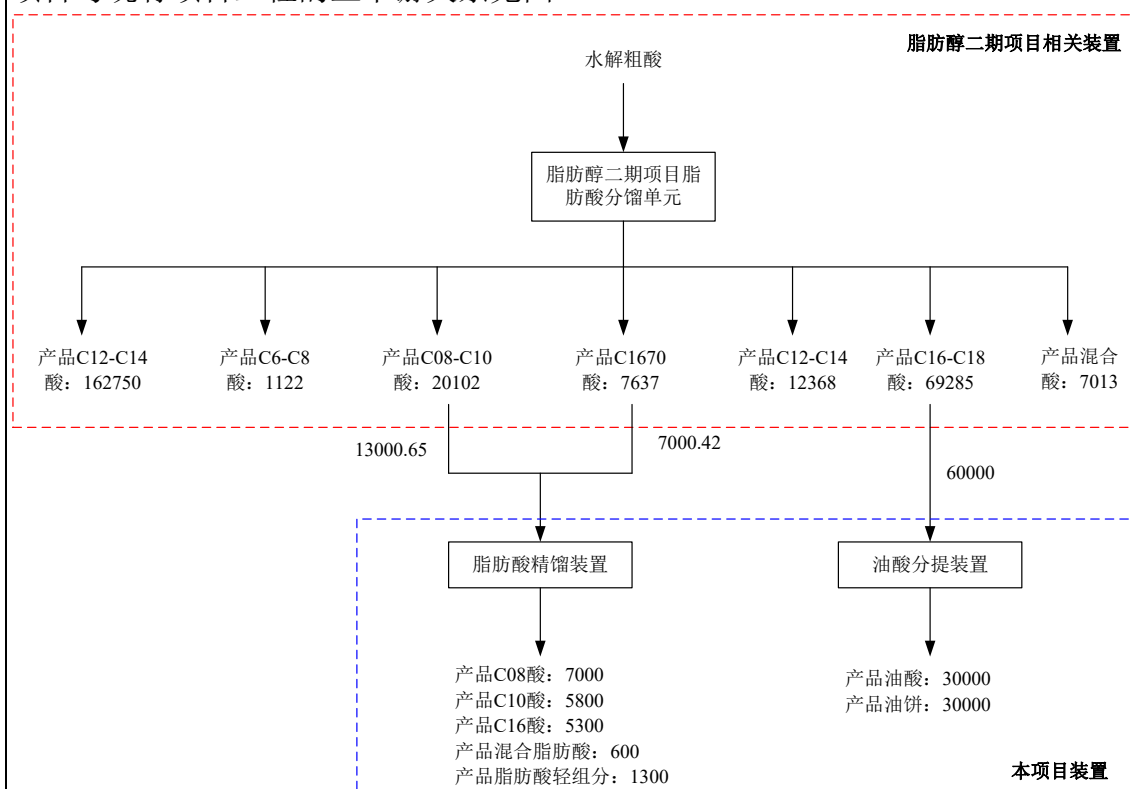 脂肪醇二期项目相关装置
水解粗酸
脂肪醇二期项目脂
肪酸分馏单元
产品C12-C14
酸：162750
产品C6-C8
酸：1122
产品C08-C10
酸：20102
产品C1670
酸：7637
产品C12-C14
酸：12368
产品C16-C18
酸：69285
产品混合
酸：7013
13000.65
7000.42
60000
脂肪酸精馏装置
油酸分提装置
产品C08酸：7000
产品C10酸：5800
产品C16酸：5300
产品混合脂肪酸：600
产品脂肪酸轻组分：1300
产品油酸：30000
产品油饼：30000
本项目装置